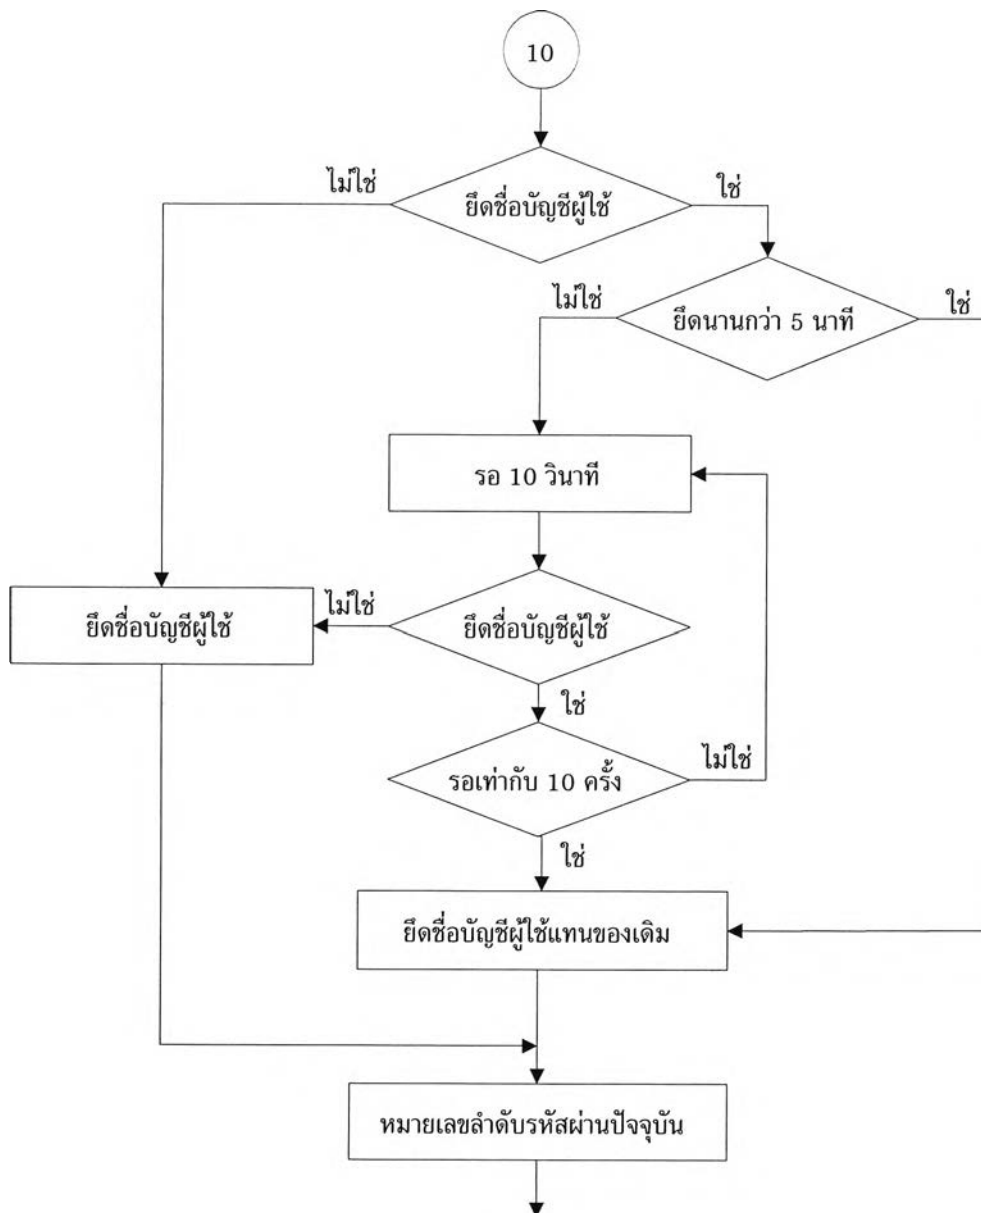 10
ไม่ใช่
ใช่
ยึดชื่อบัญชีผู้ใช้
ไม่ใช่
ใช่
ยึดนานกว่า 5 นาที
รอ 10 วินาที
ไม่ใช่
ยึดชื่อบัญชีผู้ใช้
ยึดชื่อบัญชีผู้ใช้
ใช่
รอเท่ากับ 10 ครั้ง
ไม่ใช่
ใช่
ยึดชื่อบัญชีผู้ใช้แทนของเดิม
หมายเลขลำดับรหัสผ่านปัจจุบัน